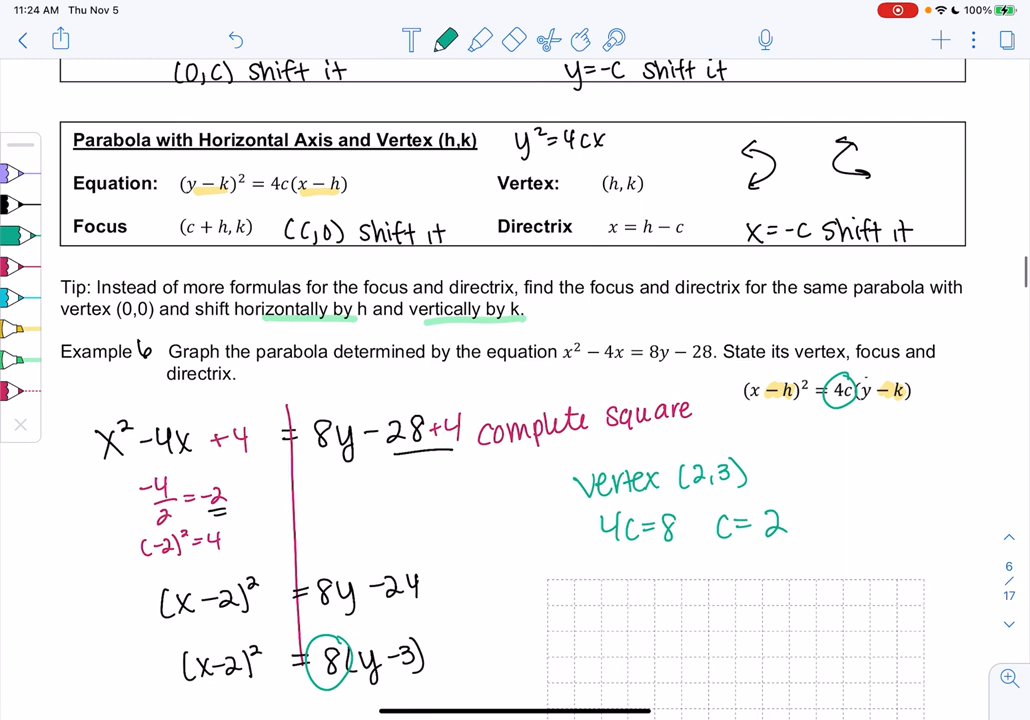 11:24 AM Thu Nov 5
100%
(0,c) shift it
y=-c shift it
Parabola with Horizontal Axis and Vertex (h,k)
y²=4cx
Equation: (y − k)² = 4c(x − h)
Vertex: (h, k)
Focus (c + h, k) (c,0) shift it
Directrix x = h − c x=-c shift it
Tip: Instead of more formulas for the focus and directrix, find the focus and directrix for the same parabola with
vertex (0,0) and shift horizontally by h and vertically by k.
Example 6 Graph the parabola determined by the equation x² − 4x = 8y − 28. State its vertex, focus and
directrix.
(x − h)² = 4c(y − k)
x²-4x +4 = 8y-28+4 complete square
-4/2 = -2
(-2)²=4
vertex (2,3)
4c=8 c=2
(x-2)² = 8y-24
(x-2)² = 8(y-3)
T
6
/
17